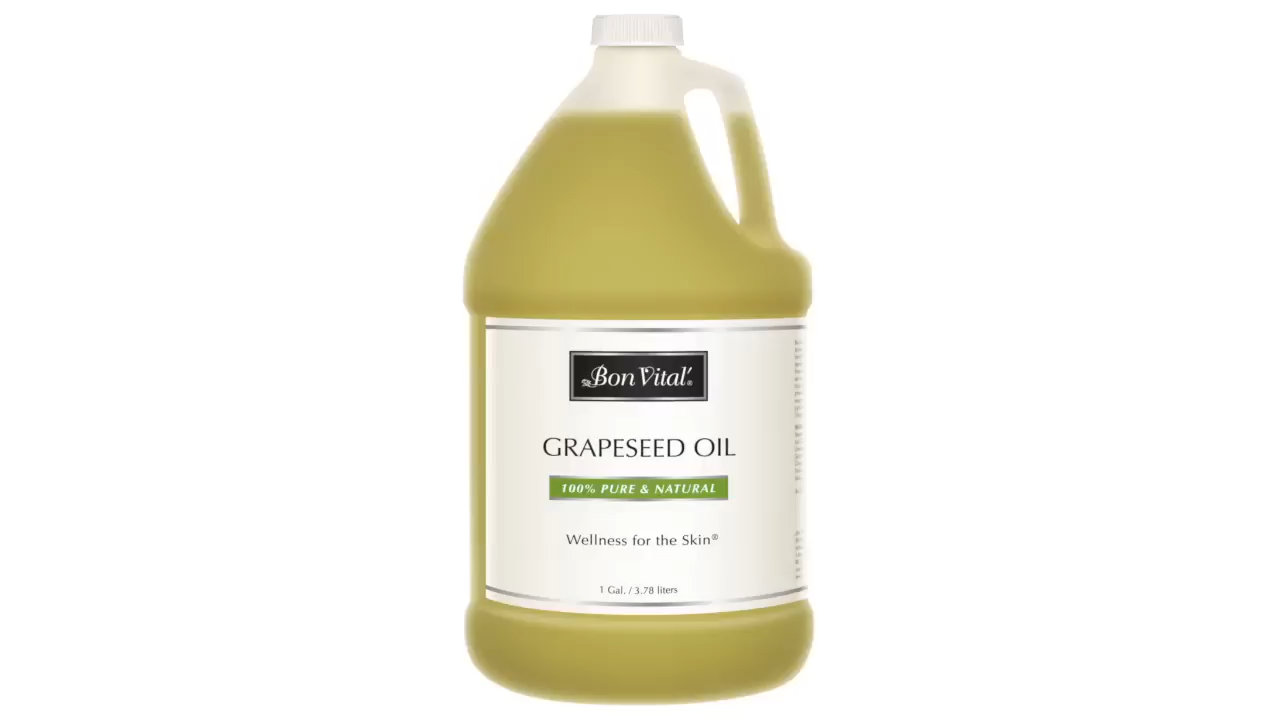 Bon Vital'®
GRAPESEED OIL
100% PURE & NATURAL
Wellness for the Skin®
1 Gal. / 3.78 liters